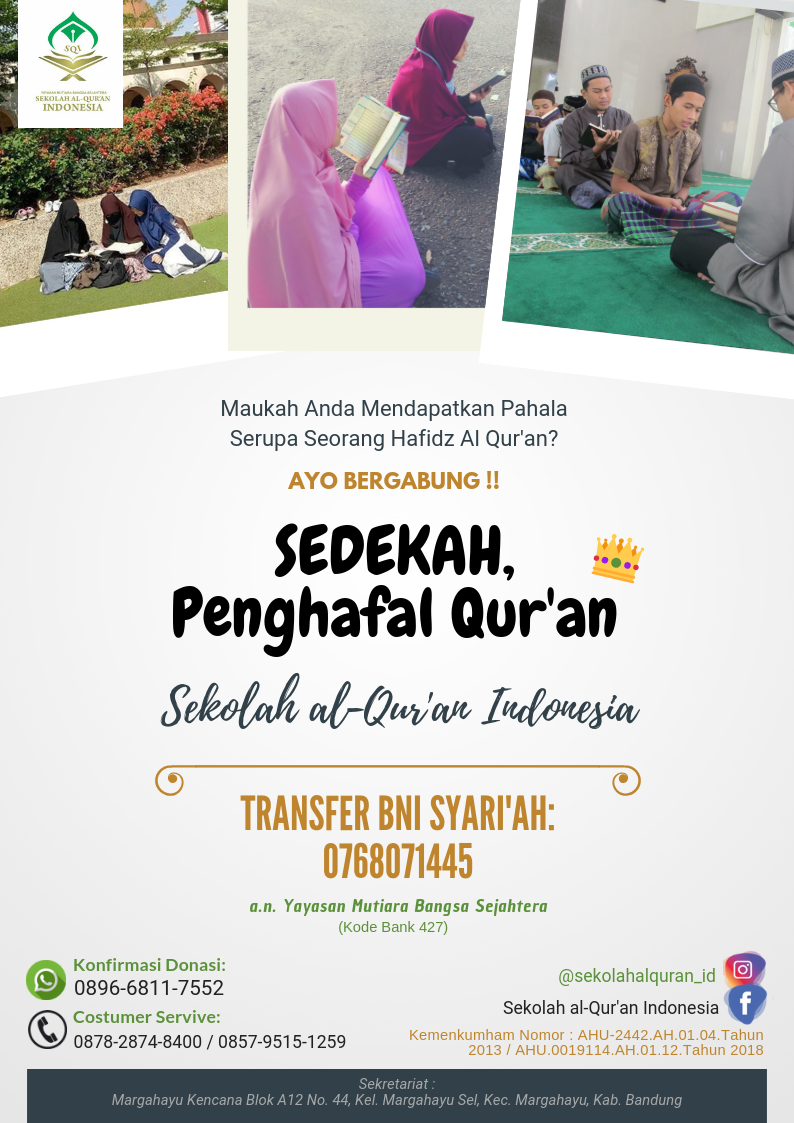 SQI
YAYASAN MUTIARA BANGSA SEJAHTERA
SEKOLAH AL-QUR'AN
INDONESIA
Maukah Anda Mendapatkan Pahala
Serupa Seorang Hafidz Al Qur'an?
AYO BERGABUNG !!
SEDEKAH,
Penghafal Qur'an
Sekolah al-Qur'an Indonesia
TRANSFER BNI SYARI'AH:
0768071445
a.n. Yayasan Mutiara Bangsa Sejahtera
(Kode Bank 427)
Konfirmasi Donasi:
0896-6811-7552
Costumer Servive:
0878-2874-8400 / 0857-9515-1259
@sekolahalquran_id
Sekolah al-Qur'an Indonesia
Kemenkumham Nomor : AHU-2442.AH.01.04.Tahun
2013 / AHU.0019114.AH.01.12.Tahun 2018
Sekretariat :
Margahayu Kencana Blok A12 No. 44, Kel. Margahayu Sel, Kec. Margahayu, Kab. Bandung